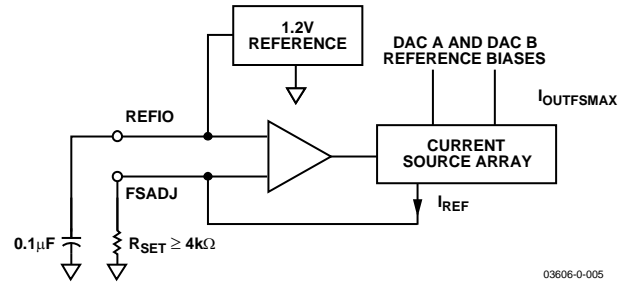 1.2V
REFERENCE
DAC A AND DAC B
REFERENCE BIASES
IOUTFSMAX
REFIO
CURRENT
SOURCE ARRAY
FSADJ
IREF
0.1µF
RSET ≥ 4kΩ
03606-0-005